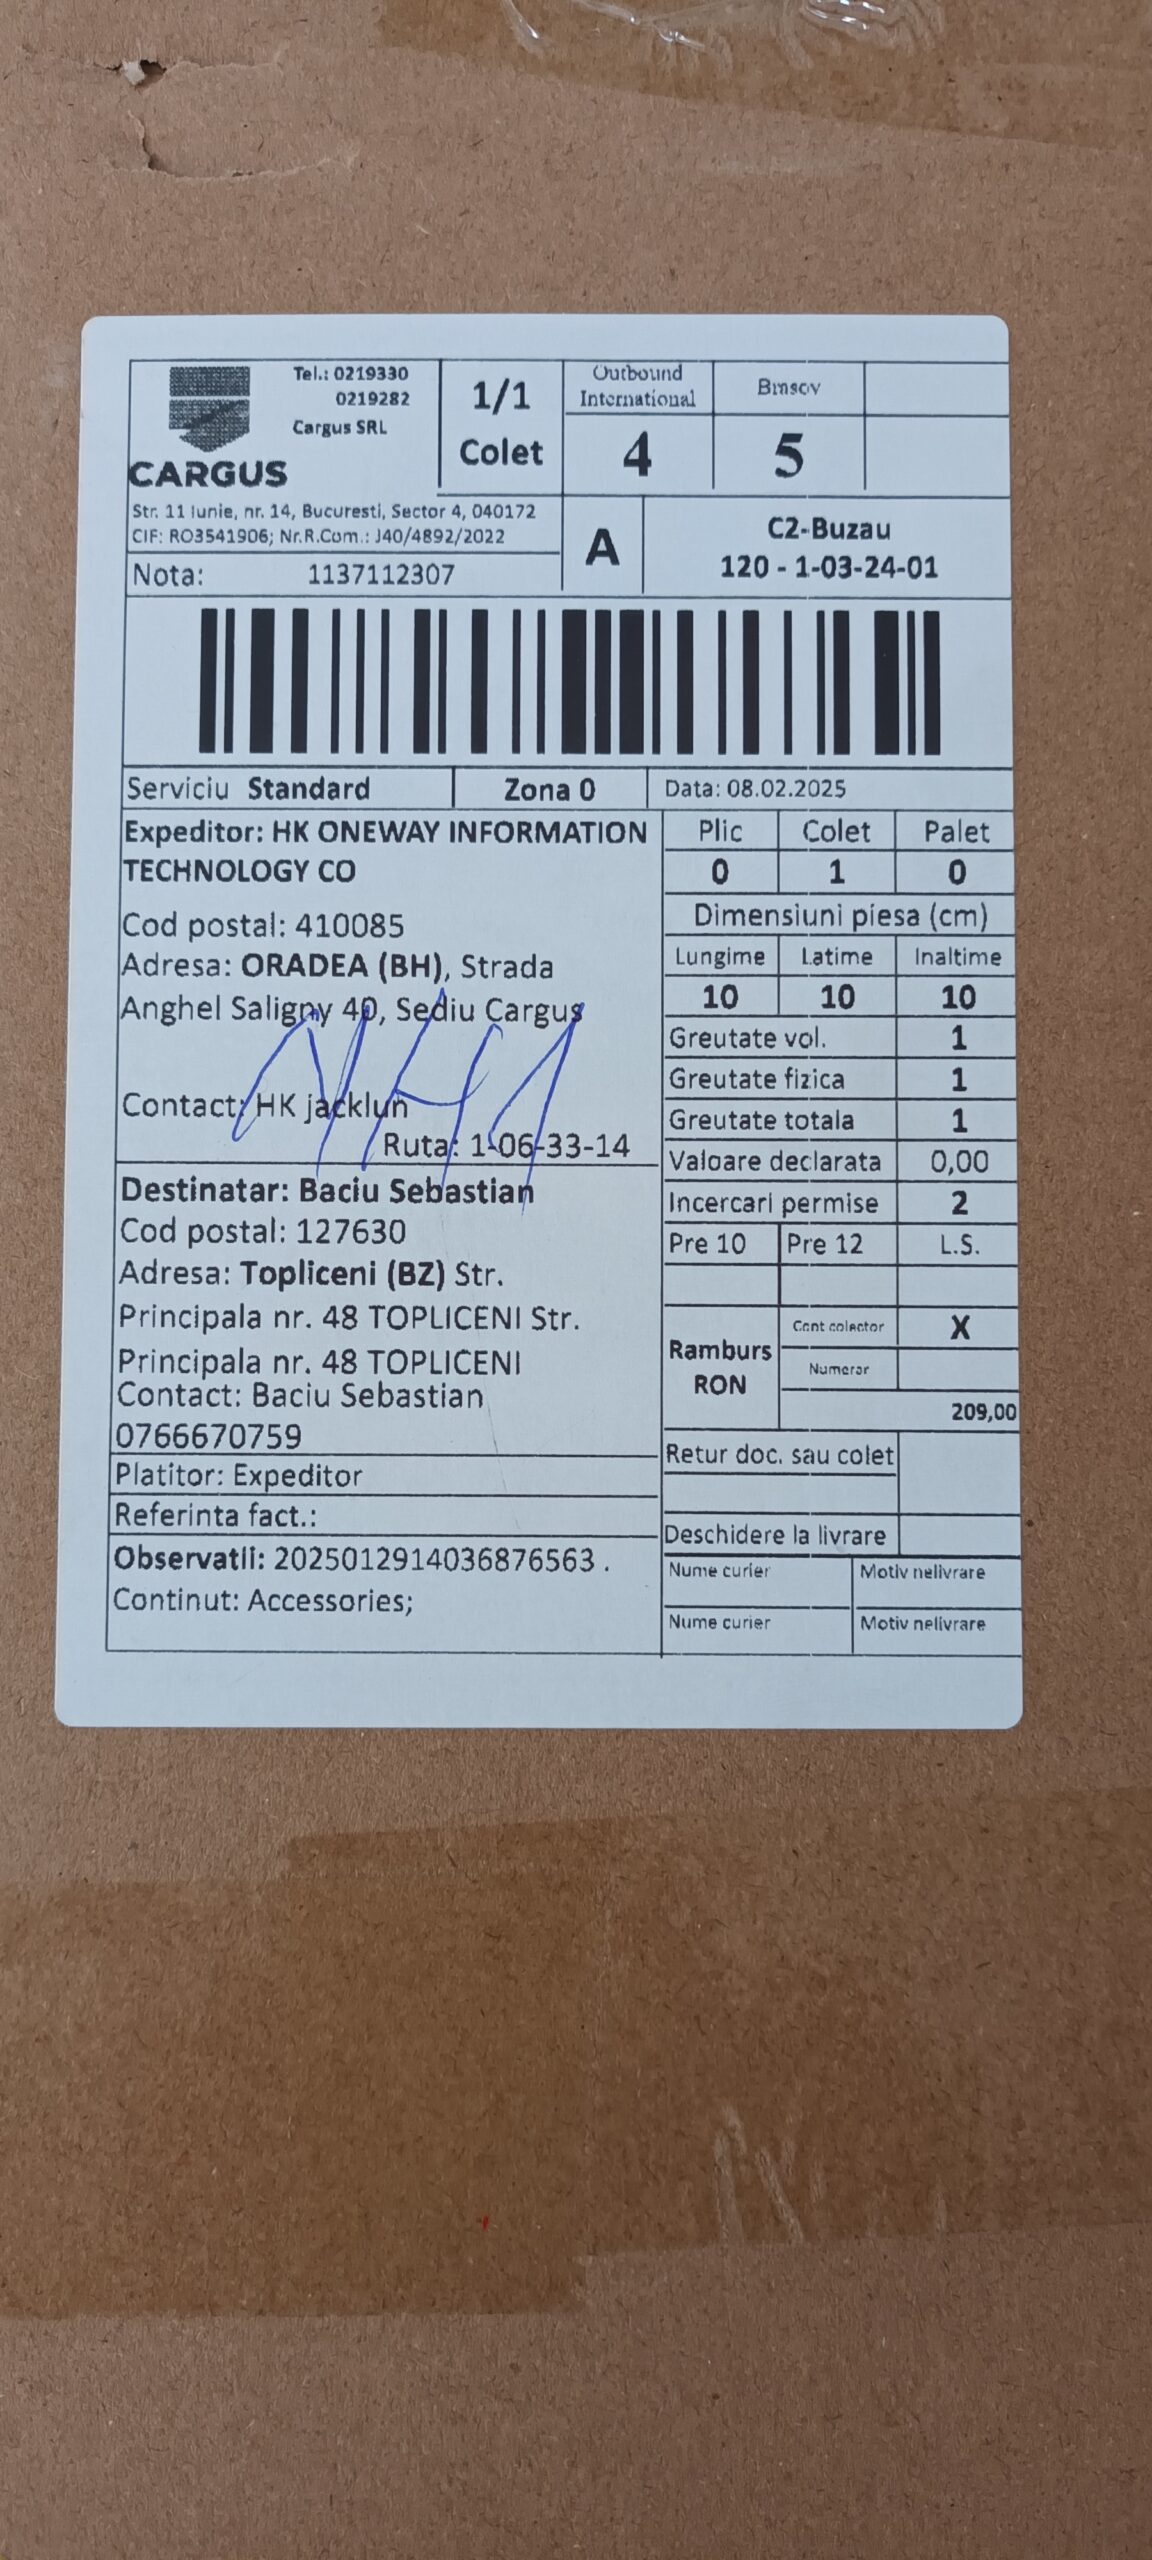 Tel.: 0219330
0219282
Cargus SRL
CARGUS
1/1
Colet
Outbound
International
4
5
Str. 11 Iunie, nr. 14, Bucuresti, Sector 4, 040172
CIF: RO3541906; Nr.R.Com.: J40/4892/2022
A
C2-Buzau
120 - 1-03-24-01
Nota: 1137112307
Serviciu Standard
Zona 0
Data: 08.02.2025
Expeditor: HK ONEWAY INFORMATION
TECHNOLOGY CO
Cod postal: 410085
Adresa: ORADEA (BH), Strada
Anghel Saligny 40, Sediu Cargus
Contact: HK jacklun
Ruta: 1-06-33-14
Destinatar: Baciu Sebastian
Cod postal: 127630
Adresa: Topliceni (BZ) Str.
Principala nr. 48 TOPLICENI Str.
Principala nr. 48 TOPLICENI
Contact: Baciu Sebastian
0766670759
Platitor: Expeditor
Referinta fact.:
Observatii: 2025012914036876563 .
Continut: Accessories;
Plic Colet Palet
0 1 0
Dimensiuni piesa (cm)
Lungime Latime Inaltime
10 10 10
Greutate vol. 1
Greutate fizica 1
Greutate totala 1
Valoare declarata 0,00
Incercari permise 2
Pre 10 Pre 12 L.S.
Ramburs
RON
Cont colector X
Numerar
209,00
Retur doc. sau colet
Deschidere la livrare
Nume curier Motiv nelivrare
Nume curier Motiv nelivrare